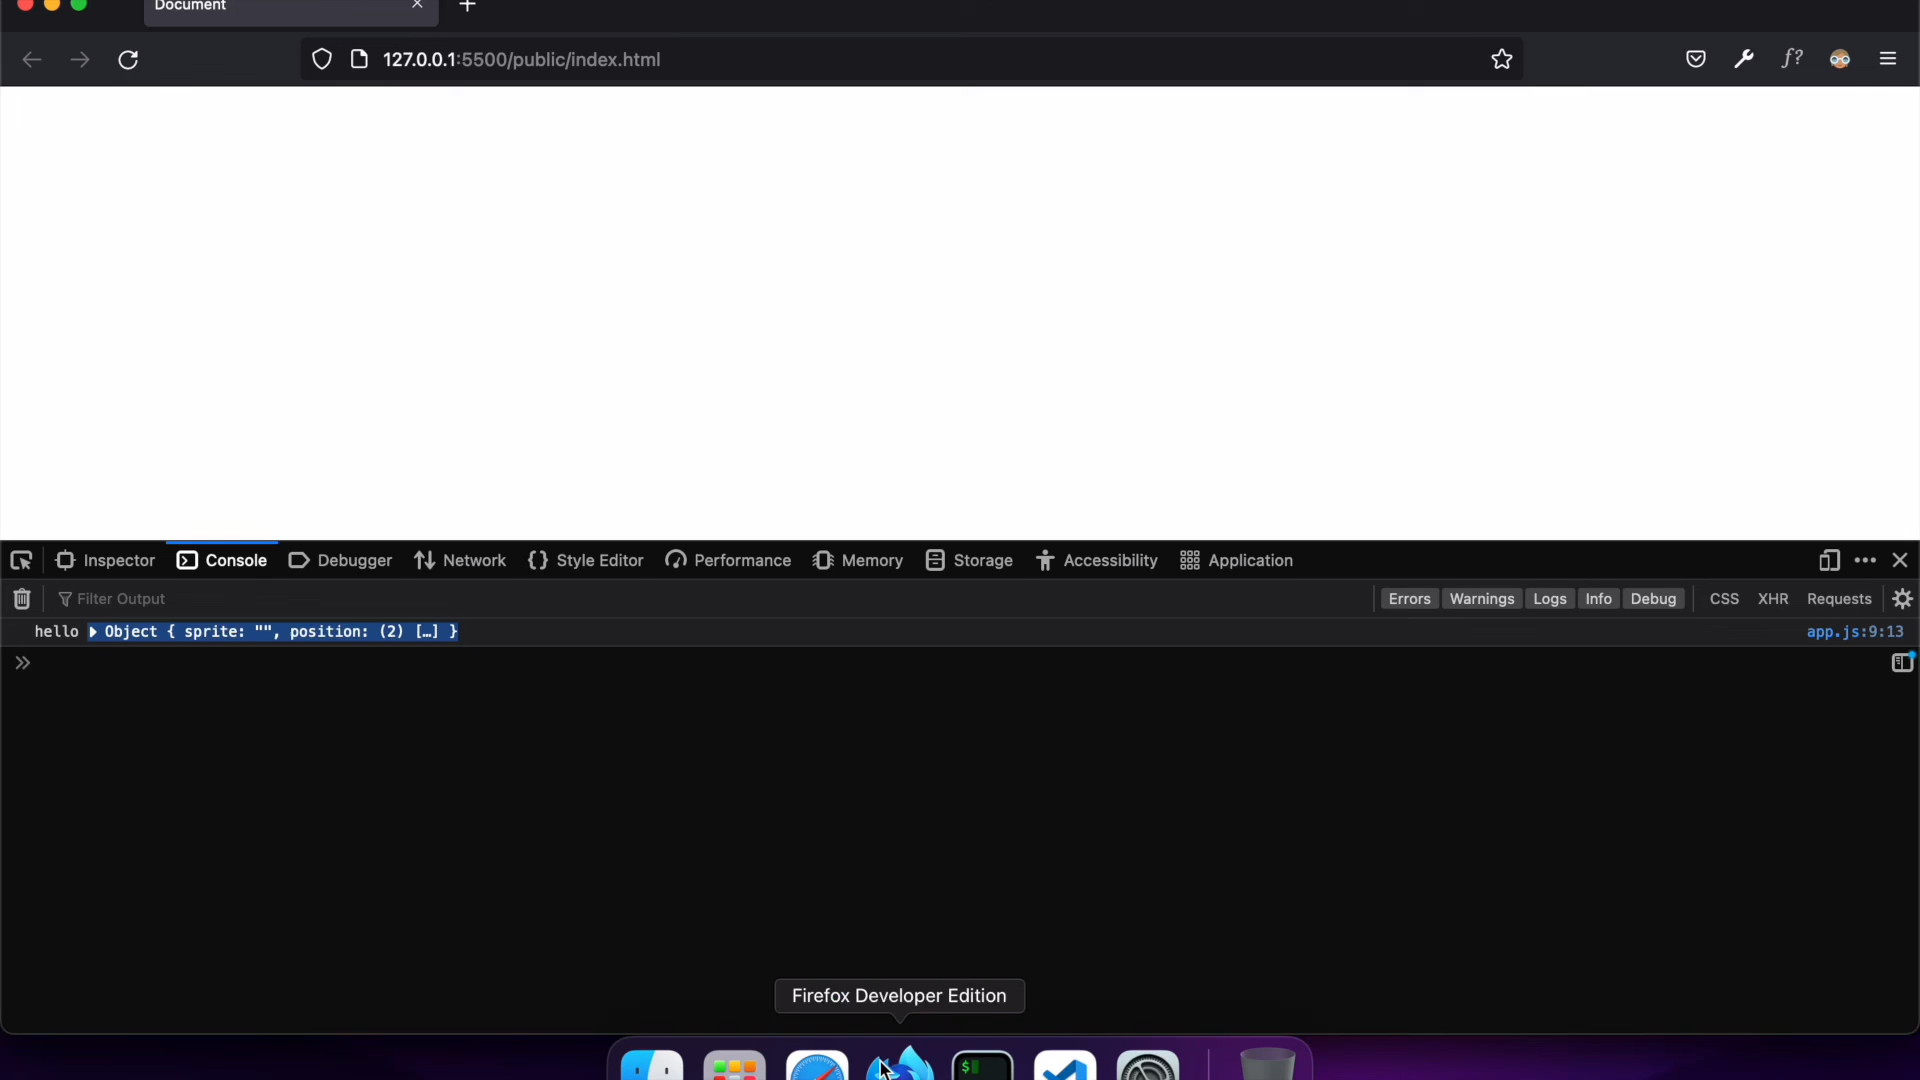 Document
127.0.0.1:5500/public/index.html
f?
Inspector Console Debugger Network Style Editor Performance Memory Storage Accessibility Application
Filter Output Errors Warnings Logs Info Debug CSS XHR Requests
hello Object { sprite: "", position: (2) […] } app.js:9:13
Firefox Developer Edition
$